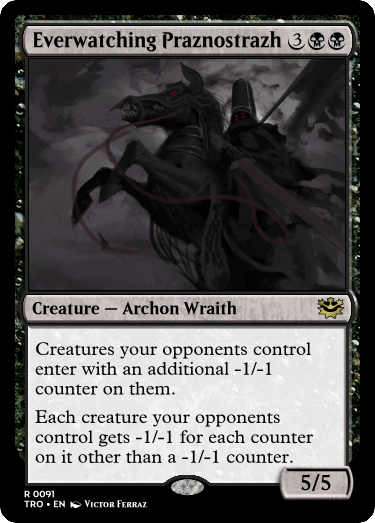 Everwatching Praznostrazh 3
Creature — Archon Wraith
Creatures your opponents control
enter with an additional -1/-1
counter on them.
Each creature your opponents
control gets -1/-1 for each counter
on it other than a -1/-1 counter.
5/5
R 0091
TRO • EN Victor Ferraz